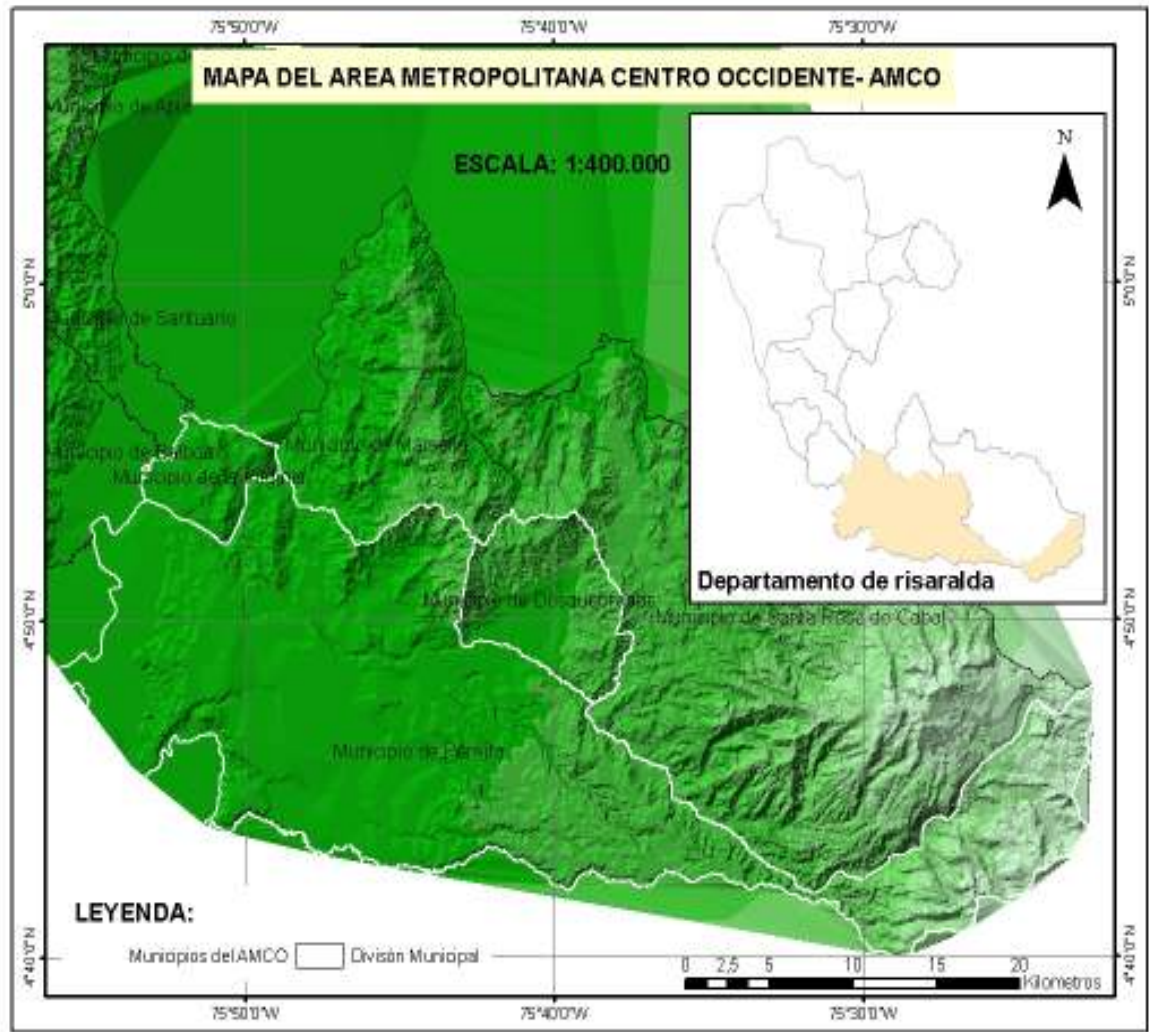 75°50'0"W 75°40'0"W 75°30'0"W
MAPA DEL AREA METROPOLITANA CENTRO OCCIDENTE- AMCO
ESCALA: 1:400.000
N
5°0'0"N
5°0'0"N
Municipio de
Municipio de
Municipio de Marsella
Municipio de
Departamento de risaralda
Municipio de Dosquebradas
Municipio de Santa Rosa de Cabal
4°50'0"N
4°50'0"N
Municipio de Pereira
LEYENDA:
Municipios del AMCO División Municipal
0 2,5 5 10 15 20
Kilometros
4°40'0"N
4°40'0"N
75°50'0"W 75°40'0"W 75°30'0"W